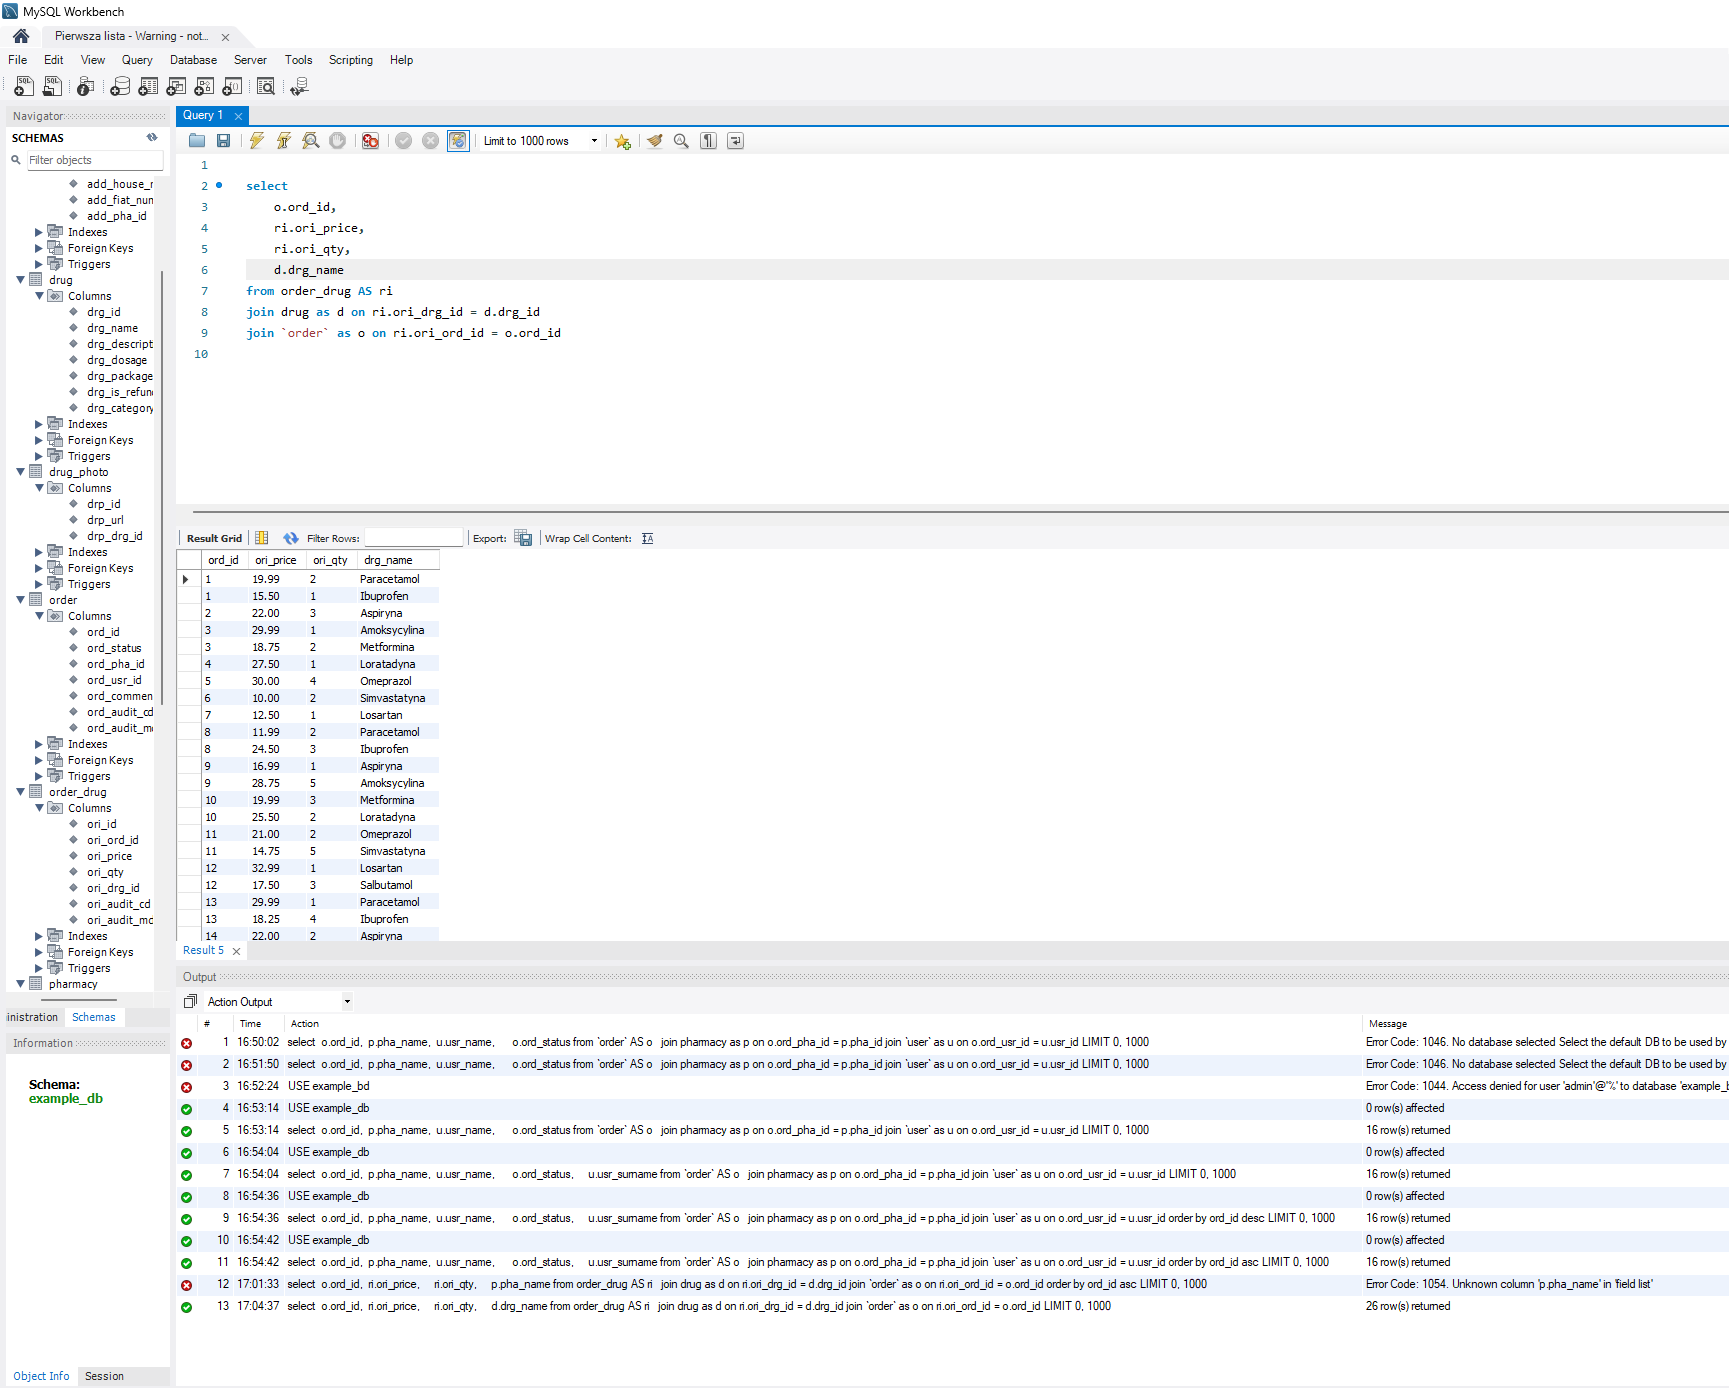 MySQL Workbench
Pierwsza lista - Warning - not...
File Edit View Query Database Server Tools Scripting Help
Navigator
SCHEMAS
Filter objects
add_house_r
add_fiat_num
add_pha_id
Indexes
Foreign Keys
Triggers
drug
Columns
drg_id
drg_name
drg_descript
drg_dosage
drg_package
drg_is_refun
drg_category
Indexes
Foreign Keys
Triggers
drug_photo
Columns
drp_id
drp_url
drp_drg_id
Indexes
Foreign Keys
Triggers
order
Columns
ord_id
ord_status
ord_pha_id
ord_usr_id
ord_commen
ord_audit_cd
ord_audit_mc
Indexes
Foreign Keys
Triggers
order_drug
Columns
ori_id
ori_ord_id
ori_price
ori_qty
ori_drg_id
ori_audit_cd
ori_audit_mc
Indexes
Foreign Keys
Triggers
pharmacy
inistration Schemas
Information
Schema:
example_db
Object Info Session
Query 1
Limit to 1000 rows
1
2 select
3 o.ord_id,
4 ri.ori_price,
5 ri.ori_qty,
6 d.drg_name
7 from order_drug AS ri
8 join drug as d on ri.ori_drg_id = d.drg_id
9 join `order` as o on ri.ori_ord_id = o.ord_id
10
Result Grid Filter Rows: Export: Wrap Cell Content:
ord_id ori_price ori_qty drg_name
1 19.99 2 Paracetamol
1 15.50 1 Ibuprofen
2 22.00 3 Aspiryna
3 29.99 1 Amoksycylina
3 18.75 2 Metformina
4 27.50 1 Loratadyna
5 30.00 4 Omeprazol
6 10.00 2 Simvastatyna
7 12.50 1 Losartan
8 11.99 2 Paracetamol
8 24.50 3 Ibuprofen
9 16.99 1 Aspiryna
9 28.75 5 Amoksycylina
10 19.99 3 Metformina
10 25.50 2 Loratadyna
11 21.00 2 Omeprazol
11 14.75 5 Simvastatyna
12 32.99 1 Losartan
12 17.50 3 Salbutamol
13 29.99 1 Paracetamol
13 18.25 4 Ibuprofen
14 22.00 2 Aspiryna
Result 5
Output
Action Output
# Time Action Message
1 16:50:02 select o.ord_id, p.pha_name, u.usr_name, o.ord_status from `order` AS o join pharmacy as p on o.ord_pha_id = p.pha_id join `user` as u on o.ord_usr_id = u.usr_id LIMIT 0, 1000 Error Code: 1046. No database selected Select the default DB to be used by
2 16:51:50 select o.ord_id, p.pha_name, u.usr_name, o.ord_status from `order` AS o join pharmacy as p on o.ord_pha_id = p.pha_id join `user` as u on o.ord_usr_id = u.usr_id LIMIT 0, 1000 Error Code: 1046. No database selected Select the default DB to be used by
3 16:52:24 USE example_bd Error Code: 1044. Access denied for user 'admin'@'%' to database 'example_b
4 16:53:14 USE example_db 0 row(s) affected
5 16:53:14 select o.ord_id, p.pha_name, u.usr_name, o.ord_status from `order` AS o join pharmacy as p on o.ord_pha_id = p.pha_id join `user` as u on o.ord_usr_id = u.usr_id LIMIT 0, 1000 16 row(s) returned
6 16:54:04 USE example_db 0 row(s) affected
7 16:54:04 select o.ord_id, p.pha_name, u.usr_name, o.ord_status, u.usr_surname from `order` AS o join pharmacy as p on o.ord_pha_id = p.pha_id join `user` as u on o.ord_usr_id = u.usr_id LIMIT 0, 1000 16 row(s) returned
8 16:54:36 USE example_db 0 row(s) affected
9 16:54:36 select o.ord_id, p.pha_name, u.usr_name, o.ord_status, u.usr_surname from `order` AS o join pharmacy as p on o.ord_pha_id = p.pha_id join `user` as u on o.ord_usr_id = u.usr_id order by ord_id desc LIMIT 0, 1000 16 row(s) returned
10 16:54:42 USE example_db 0 row(s) affected
11 16:54:42 select o.ord_id, p.pha_name, u.usr_name, o.ord_status, u.usr_surname from `order` AS o join pharmacy as p on o.ord_pha_id = p.pha_id join `user` as u on o.ord_usr_id = u.usr_id order by ord_id asc LIMIT 0, 1000 16 row(s) returned
12 17:01:33 select o.ord_id, ri.ori_price, ri.ori_qty, p.pha_name from order_drug AS ri join drug as d on ri.ori_drg_id = d.drg_id join `order` as o on ri.ori_ord_id = o.ord_id order by ord_id asc LIMIT 0, 1000 Error Code: 1054. Unknown column 'p.pha_name' in 'field list'
13 17:04:37 select o.ord_id, ri.ori_price, ri.ori_qty, d.drg_name from order_drug AS ri join drug as d on ri.ori_drg_id = d.drg_id join `order` as o on ri.ori_ord_id = o.ord_id LIMIT 0, 1000 26 row(s) returned